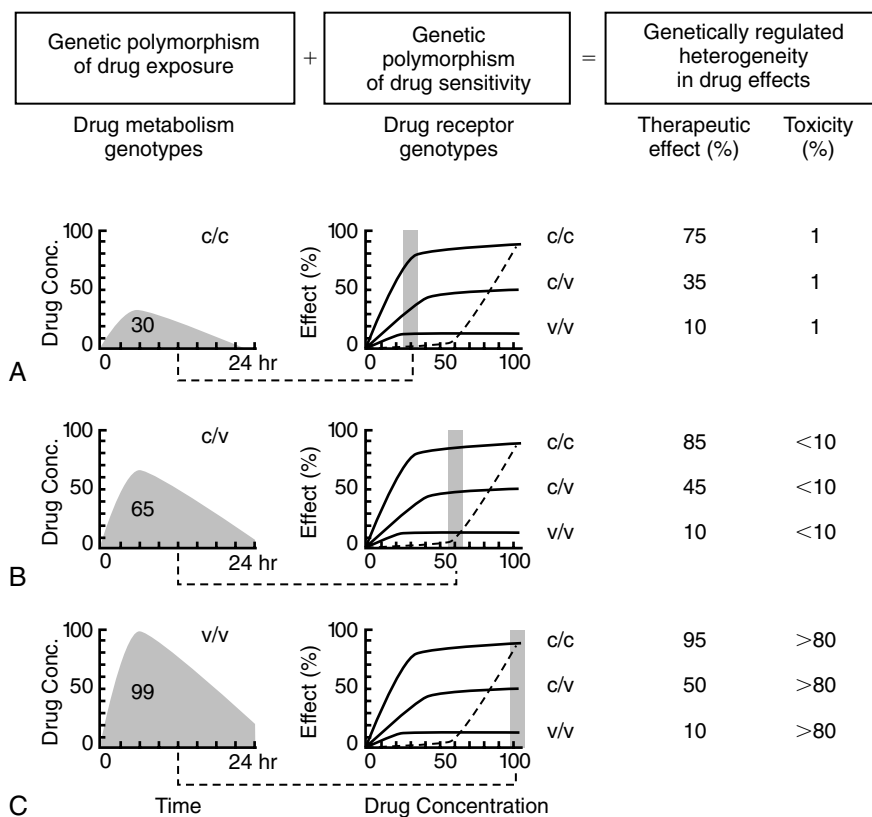 Genetic polymorphism
of drug exposure
+
Genetic
polymorphism
of drug sensitivity
=
Genetically regulated
heterogeneity
in drug effects
Drug metabolism
genotypes
Drug receptor
genotypes
Therapeutic
effect (%)
Toxicity
(%)
A
Drug Conc.
100
50
0
c/c
30
0 24 hr
Effect (%)
100
50
0
0 50 100
c/c 75 1
c/v 35 1
v/v 10 1
B
Drug Conc.
100
50
0
c/v
65
0 24 hr
Effect (%)
100
50
0
0 50 100
c/c 85 <10
c/v 45 <10
v/v 10 <10
C
Drug Conc.
100
50
0
v/v
99
0 24 hr
Effect (%)
100
50
0
0 50 100
c/c 95 >80
c/v 50 >80
v/v 10 >80
Time
Drug Concentration